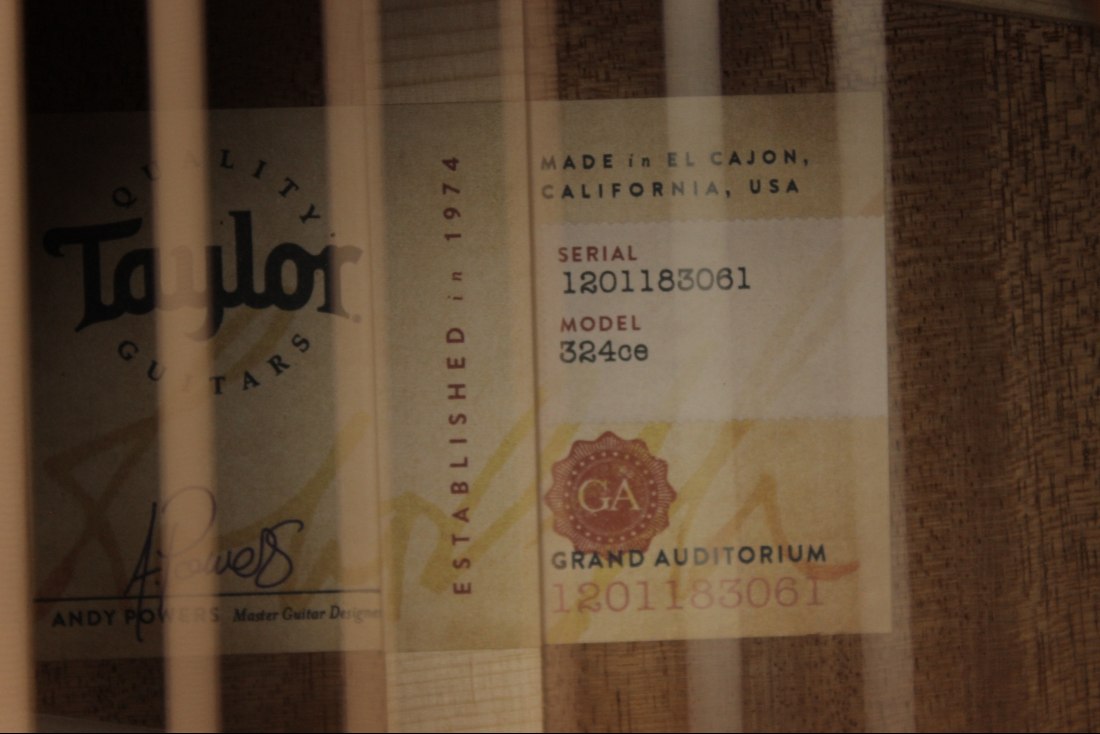 QUALITY
Taylor
GUITARS
ANDY POWERS Master Guitar Designer
ESTABLISHED in 1974
MADE in EL CAJON,
CALIFORNIA, USA
SERIAL
1201183061
MODEL
324ce
GA
GRAND AUDITORIUM
1201183061
A.Powers